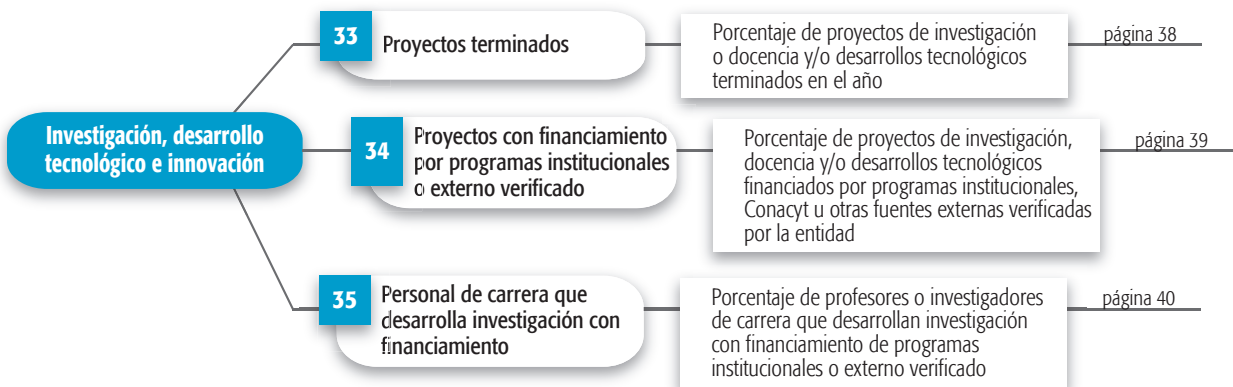 33
Proyectos terminados
Porcentaje de proyectos de investigación
o docencia y/o desarrollos tecnológicos
terminados en el año
página 38
Investigación, desarrollo
tecnológico e innovación
34
Proyectos con financiamiento
por programas institucionales
o externo verificado
Porcentaje de proyectos de investigación,
docencia y/o desarrollos tecnológicos
financiados por programas institucionales,
Conacyt u otras fuentes externas verificadas
por la entidad
página 39
35
Personal de carrera que
desarrolla investigación con
financiamiento
Porcentaje de profesores o investigadores
de carrera que desarrollan investigación
con financiamiento de programas
institucionales o externo verificado
página 40